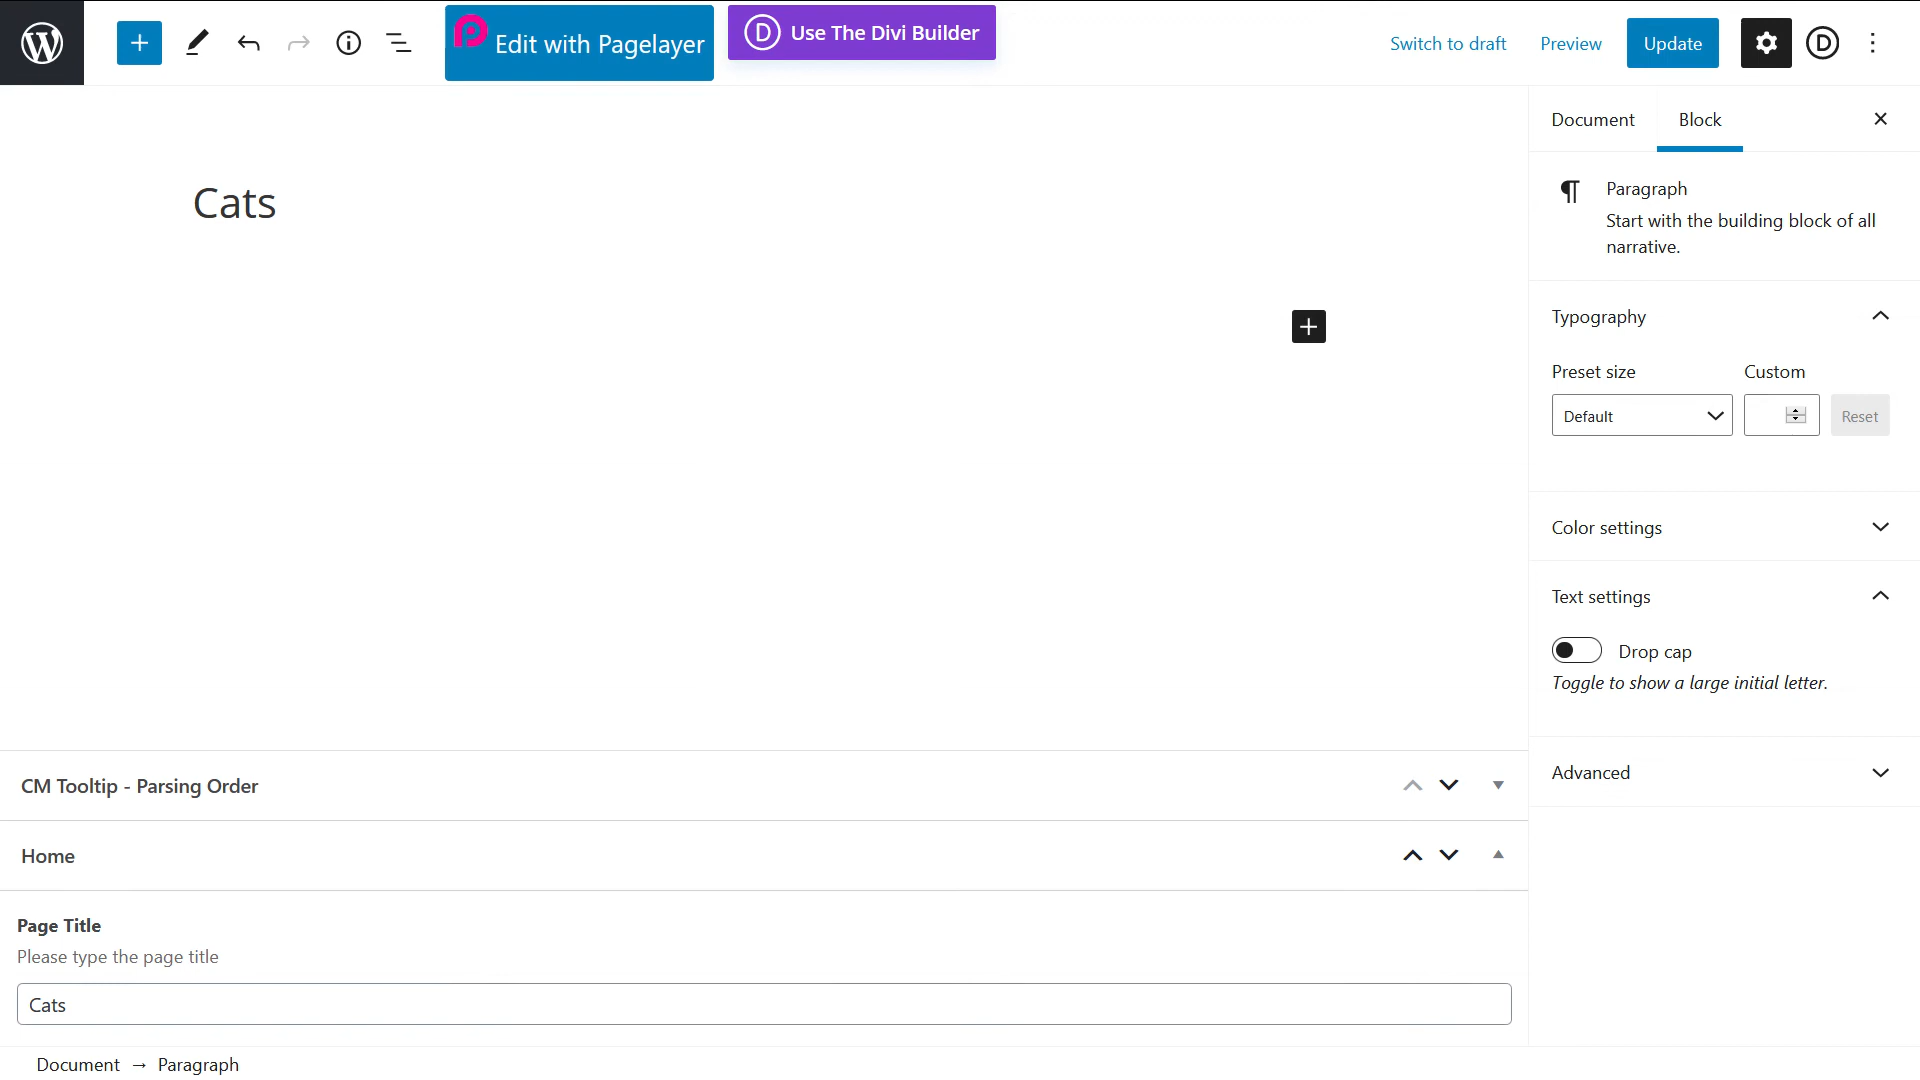 Edit with Pagelayer
D Use The Divi Builder
Switch to draft
Preview
Update
D
Document
Block
Cats
Paragraph
Start with the building block of all
narrative.
Typography
Preset size
Custom
Default
Reset
Color settings
Text settings
Drop cap
Toggle to show a large initial letter.
Advanced
CM Tooltip - Parsing Order
Home
Page Title
Please type the page title
Cats
Document → Paragraph